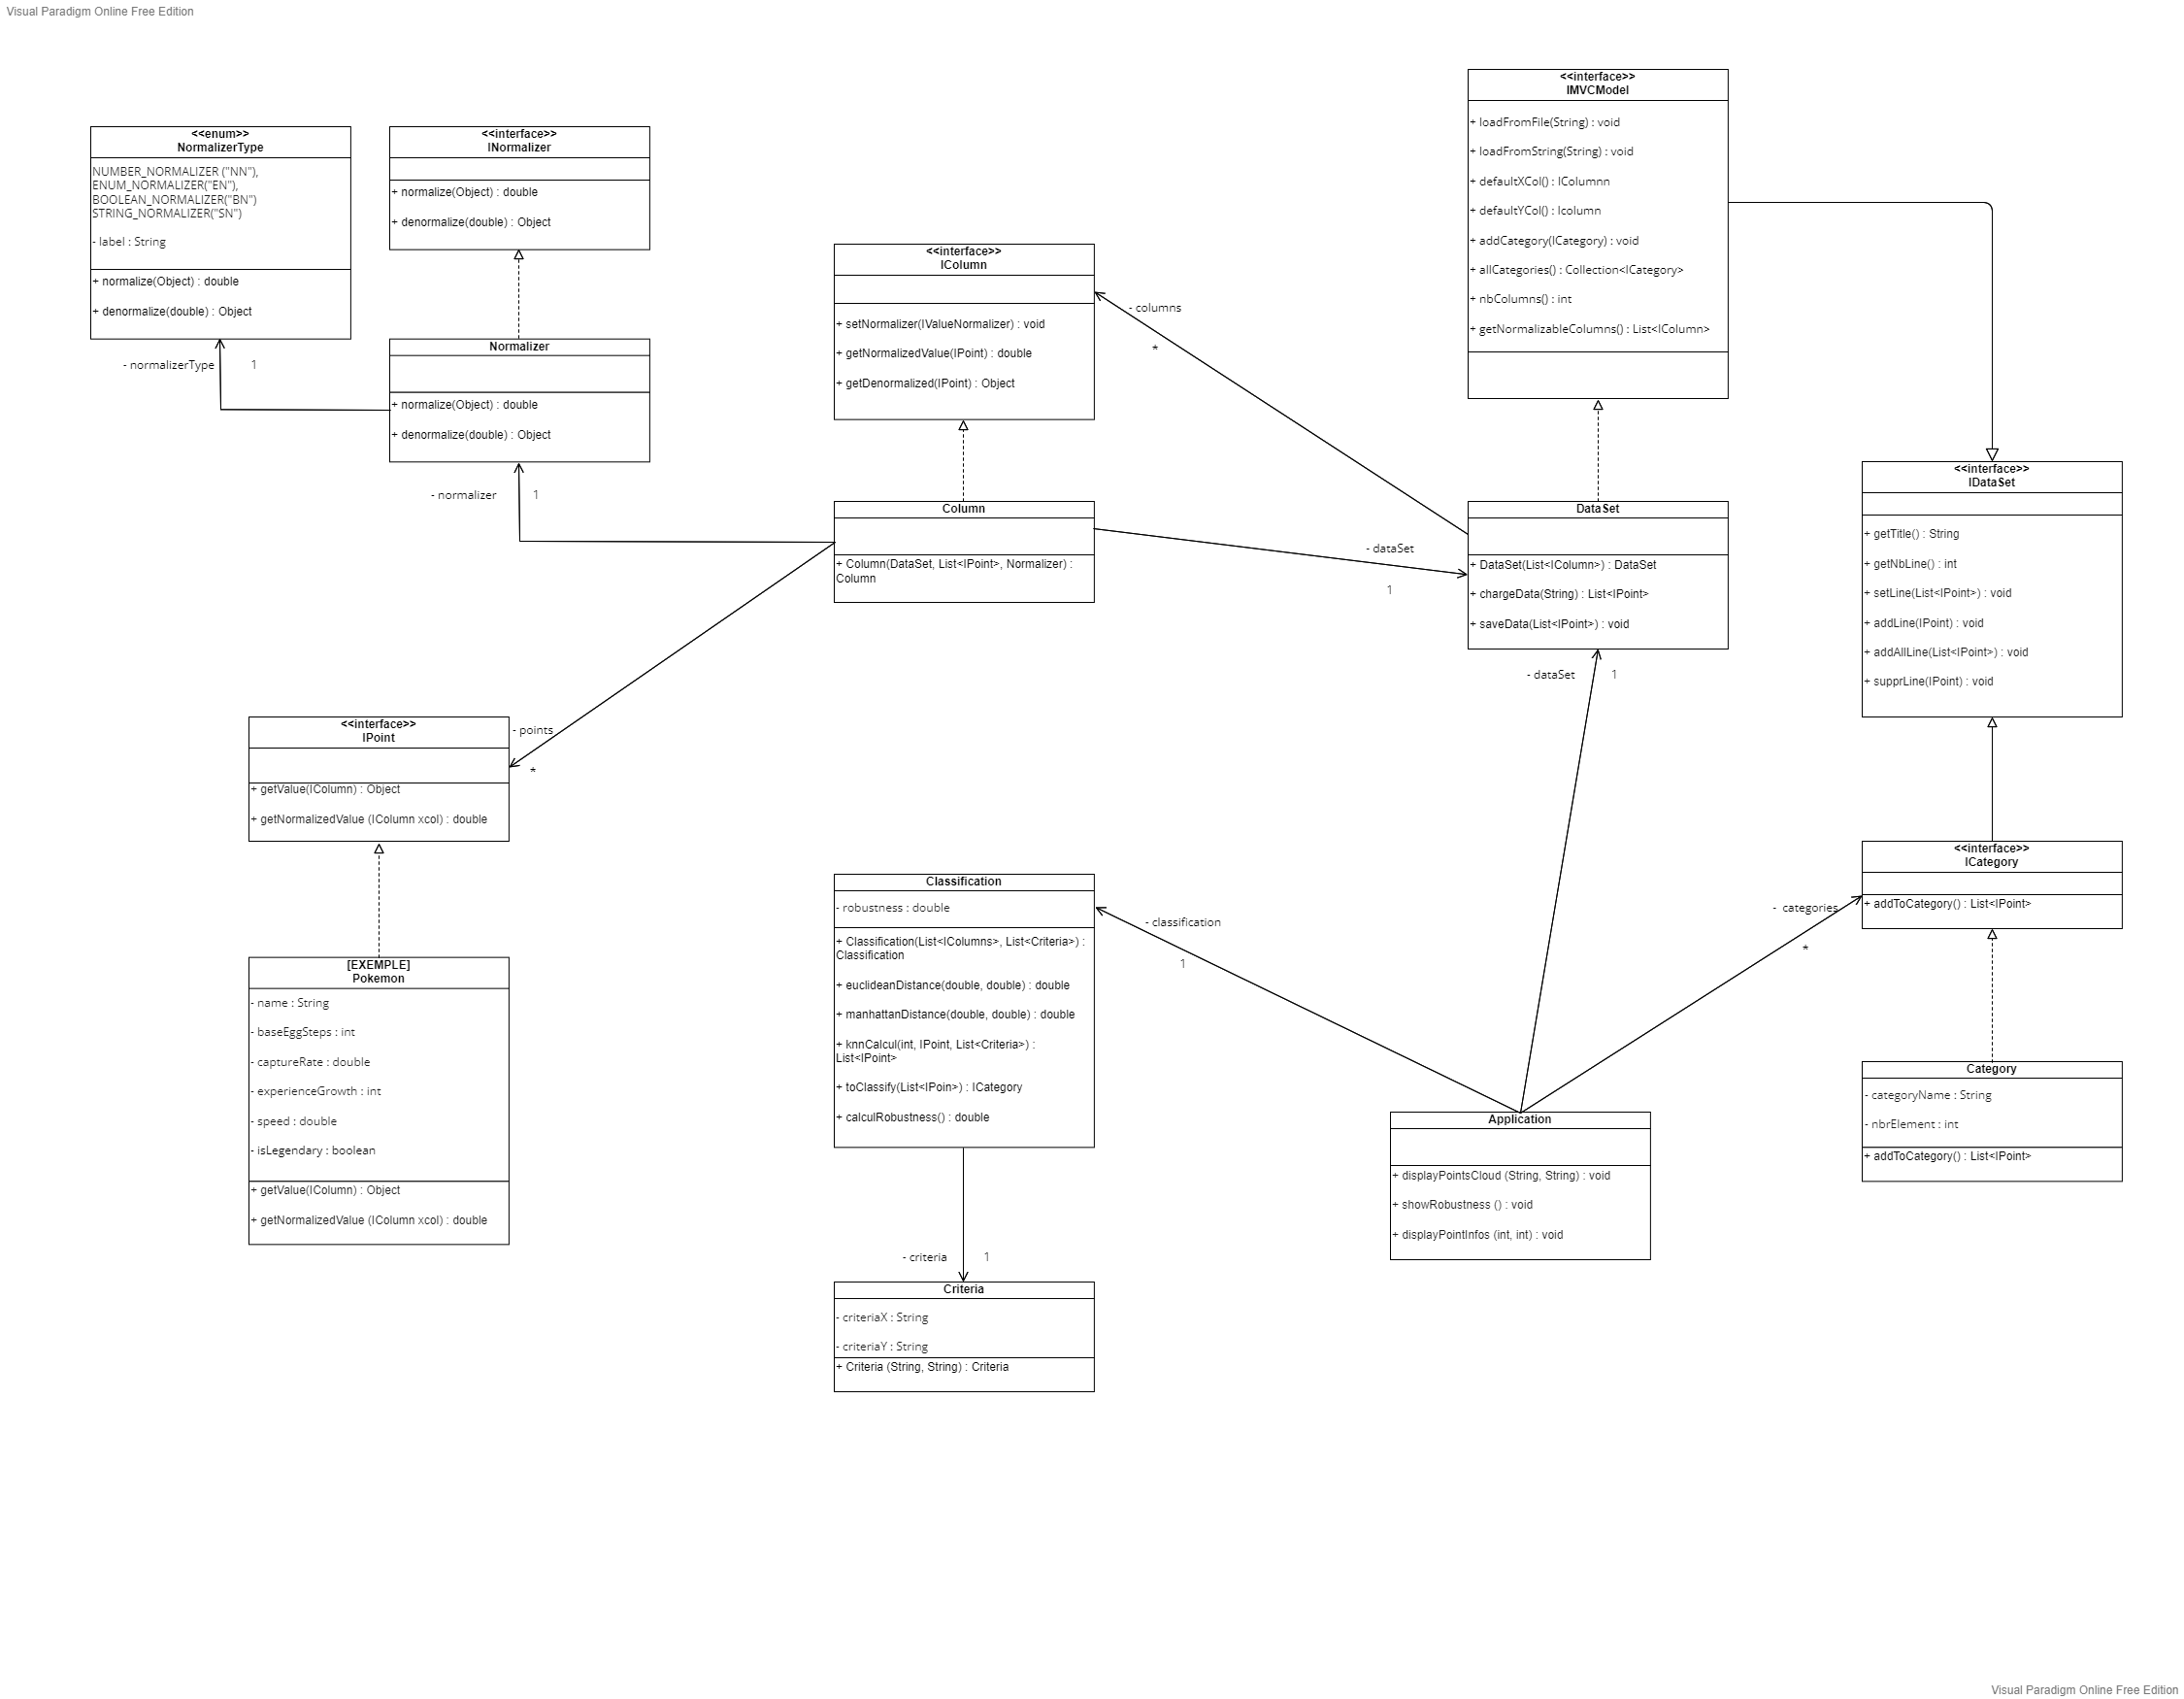 Visual Paradigm Online Free Edition
<<enum>>
NormalizerType
NUMBER_NORMALIZER ("NN"),
ENUM_NORMALIZER("EN"),
BOOLEAN_NORMALIZER("BN")
STRING_NORMALIZER("SN")
- label : String
+ normalize(Object) : double
+ denormalize(double) : Object
- normalizerType
1
<<interface>>
INormalizer
+ normalize(Object) : double
+ denormalize(double) : Object
Normalizer
+ normalize(Object) : double
+ denormalize(double) : Object
- normalizer
1
<<interface>>
IColumn
+ setNormalizer(IValueNormalizer) : void
+ getNormalizedValue(IPoint) : double
+ getDenormalized(IPoint) : Object
- columns
*
Column
+ Column(DataSet, List<IPoint>, Normalizer) :
Column
- dataSet
1
<<interface>>
IMVCModel
+ loadFromFile(String) : void
+ loadFromString(String) : void
+ defaultXCol() : IColumnn
+ defaultYCol() : Icolumn
+ addCategory(ICategory) : void
+ allCategories() : Collection<ICategory>
+ nbColumns() : int
+ getNormalizableColumns() : List<IColumn>
DataSet
+ DataSet(List<IColumn>) : DataSet
+ chargeData(String) : List<IPoint>
+ saveData(List<IPoint>) : void
- dataSet
1
<<interface>>
IDataSet
+ getTitle() : String
+ getNbLine() : int
+ setLine(List<IPoint>) : void
+ addLine(IPoint) : void
+ addAllLine(List<IPoint>) : void
+ supprLine(IPoint) : void
<<interface>>
IPoint
+ getValue(IColumn) : Object
+ getNormalizedValue (IColumn xcol) : double
- points
*
[EXEMPLE]
Pokemon
- name : String
- baseEggSteps : int
- captureRate : double
- experienceGrowth : int
- speed : double
- isLegendary : boolean
+ getValue(IColumn) : Object
+ getNormalizedValue (IColumn xcol) : double
Classification
- robustness : double
+ Classification(List<IColumns>, List<Criteria>) :
Classification
+ euclideanDistance(double, double) : double
+ manhattanDistance(double, double) : double
+ knnCalcul(int, IPoint, List<Criteria>) :
List<IPoint>
+ toClassify(List<IPoin>) : ICategory
+ calculRobustness() : double
- classification
1
- criteria
1
Criteria
- criteriaX : String
- criteriaY : String
+ Criteria (String, String) : Criteria
Application
+ displayPointsCloud (String, String) : void
+ showRobustness () : void
+ displayPointInfos (int, int) : void
- categories
*
<<interface>>
ICategory
+ addToCategory() : List<IPoint>
Category
- categoryName : String
- nbrElement : int
+ addToCategory() : List<IPoint>
Visual Paradigm Online Free Edition